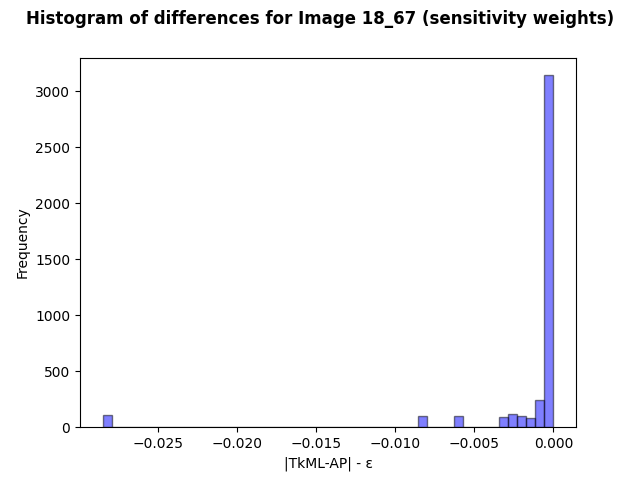 Histogram of differences for Image 18_67 (sensitivity weights)
3000
2500
2000
1500
1000
500
0
Frequency
−0.025 −0.020 −0.015 −0.010 −0.005 0.000
|TkML-AP| - ε